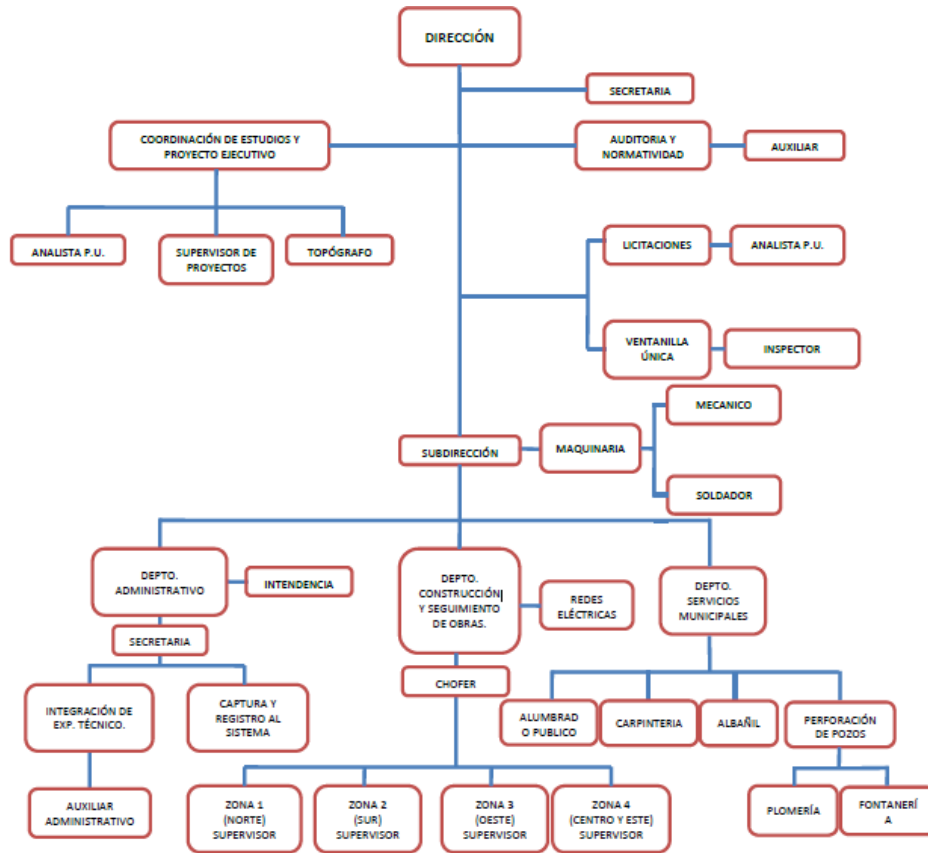 DIRECCIÓN
SECRETARIA
COORDINACIÓN DE ESTUDIOS Y
PROYECTO EJECUTIVO
AUDITORIA Y
NORMATIVIDAD
AUXILIAR
ANALISTA P.U.
SUPERVISOR DE
PROYECTOS
TOPÓGRAFO
LICITACIONES
ANALISTA P.U.
VENTANILLA
ÚNICA
INSPECTOR
MECANICO
SUBDIRECCIÓN
MAQUINARIA
SOLDADOR
DEPTO.
ADMINISTRATIVO
INTENDENCIA
DEPTO.
CONSTRUCCIÓN
Y SEGUIMIENTO
DE OBRAS.
REDES
ELÉCTRICAS
DEPTO.
SERVICIOS
MUNICIPALES
SECRETARIA
CHOFER
INTEGRACIÓN DE
EXP. TÉCNICO.
CAPTURA Y
REGISTRO AL
SISTEMA
ALUMBRAD
O PUBLICO
CARPINTERIA
ALBAÑIL
PERFORACIÓN
DE POZOS
AUXILIAR
ADMINISTRATIVO
ZONA 1
(NORTE)
SUPERVISOR
ZONA 2
(SUR)
SUPERVISOR
ZONA 3
(OESTE)
SUPERVISOR
ZONA 4
(CENTRO Y ESTE)
SUPERVISOR
PLOMERÍA
FONTANERÍ
A